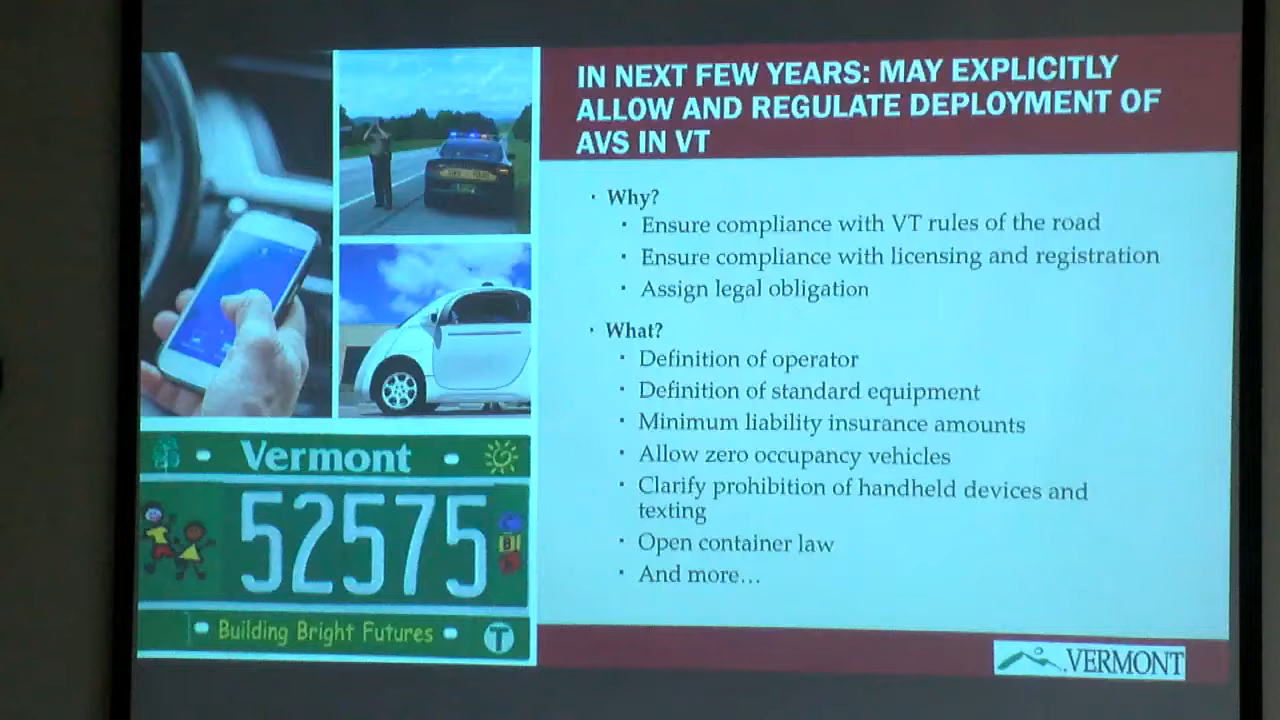 IN NEXT FEW YEARS: MAY EXPLICITLY
ALLOW AND REGULATE DEPLOYMENT OF
AVS IN VT
· Why?
· Ensure compliance with VT rules of the road
· Ensure compliance with licensing and registration
· Assign legal obligation
· What?
· Definition of operator
· Definition of standard equipment
· Minimum liability insurance amounts
· Allow zero occupancy vehicles
· Clarify prohibition of handheld devices and
texting
· Open container law
· And more…
Vermont
52575
Building Bright Futures
T
VERMONT